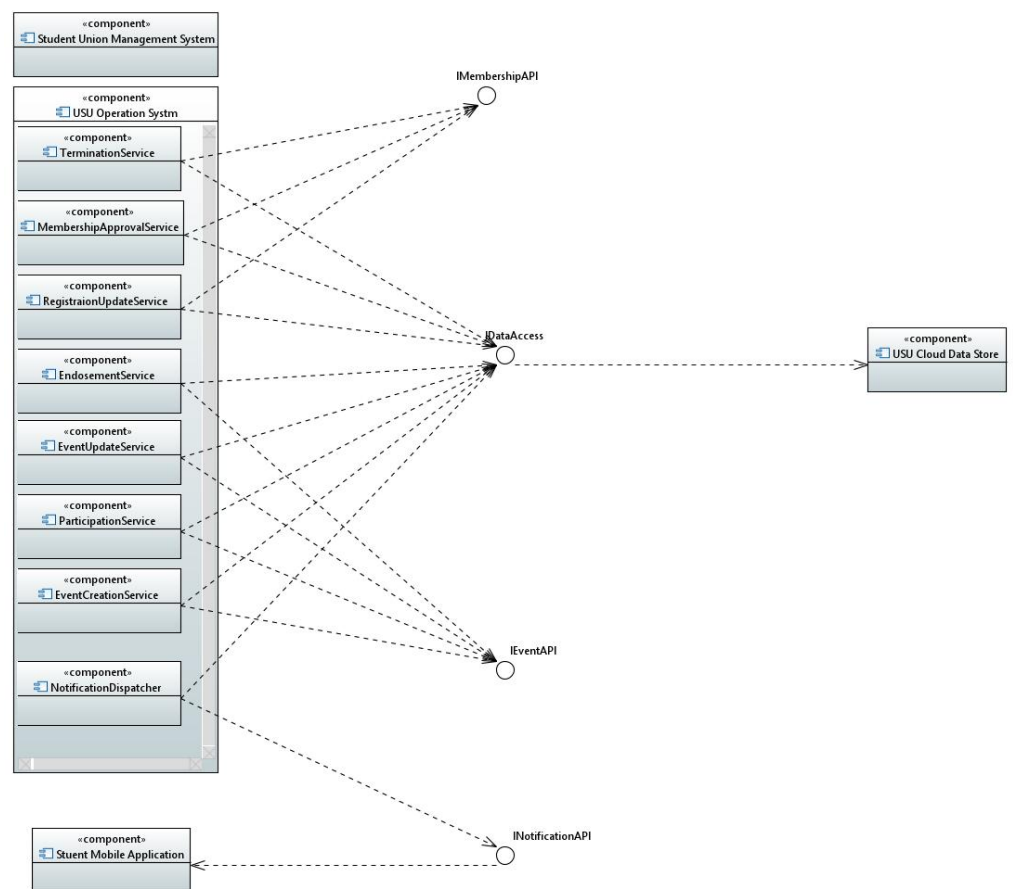 «component»
Student Union Management System
IMembershipAPI
«component»
USU Operation Systm
«component»
TerminationService
«component»
MembershipApprovalService
«component»
RegistraionUpdateService
IDataAccess
«component»
USU Cloud Data Store
«component»
EndosementService
«component»
EventUpdateService
«component»
ParticipationService
«component»
EventCreationService
IEventAPI
«component»
NotificationDispatcher
INotificationAPI
«component»
Stuent Mobile Application